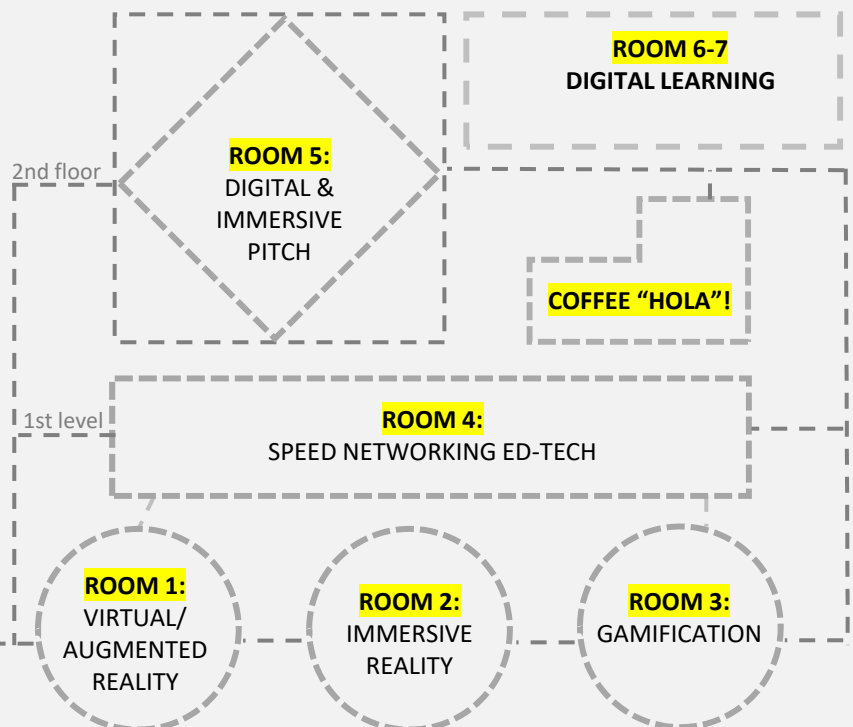 ROOM 6-7
DIGITAL LEARNING
2nd floor
ROOM 5:
DIGITAL &
IMMERSIVE
PITCH
COFFEE “HOLA”!
1st level
ROOM 4:
SPEED NETWORKING ED-TECH
ROOM 1:
VIRTUAL/
AUGMENTED
REALITY
ROOM 2:
IMMERSIVE
REALITY
ROOM 3:
GAMIFICATION